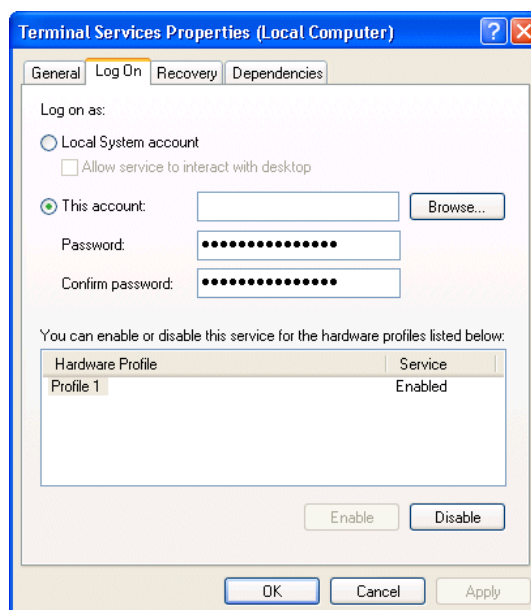 Terminal Services Properties (Local Computer)
General Log On Recovery Dependencies
Log on as:
Local System account
Allow service to interact with desktop
This account: Browse...
Password: •••••••••••••••
Confirm password: •••••••••••••••
You can enable or disable this service for the hardware profiles listed below:
Hardware Profile Service
Profile 1 Enabled
Enable Disable
OK Cancel Apply